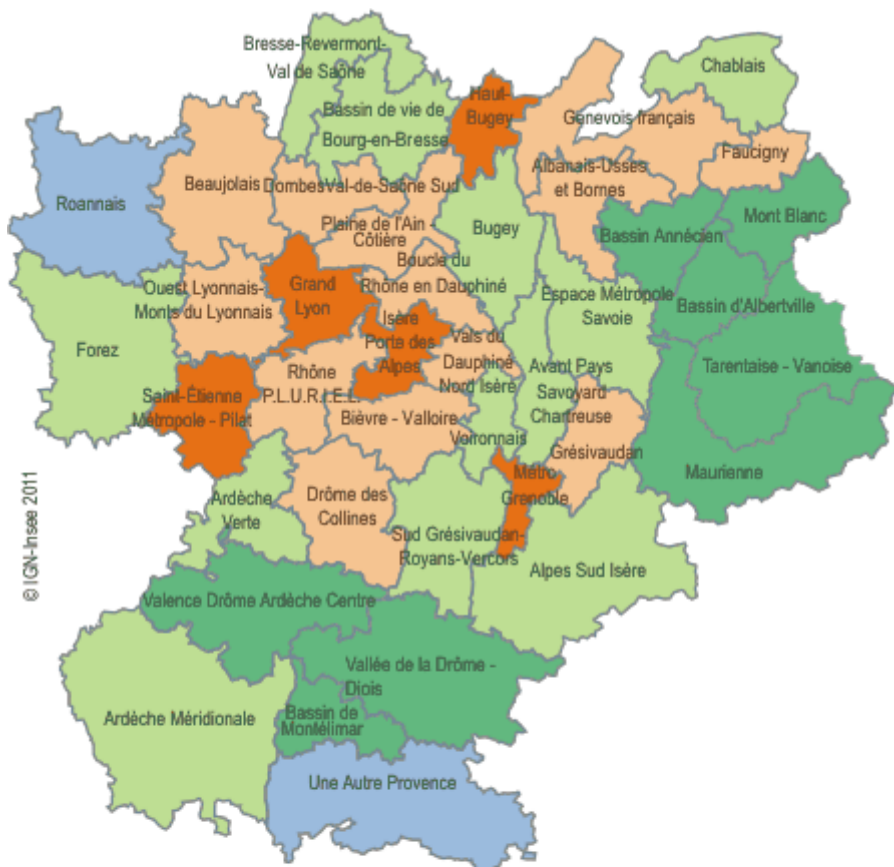 Bresse-Revermont-
Val de Saône
Bassin de vie de
Bourg-en-Bresse
Haut-
Bugey
Chablais
Genevois français
Faucigny
Albanais-Usses
et Bornes
Roannais
Beaujolais
Dombes Val-de-Saône Sud
Plaine de l'Ain -
Côtière
Bugey
Bassin Annécien
Mont Blanc
Boucle du
Rhône en Dauphiné
Ouest Lyonnais-
Monts du Lyonnais
Grand
Lyon
Espace Métropole
Savoie
Bassin d'Albertville
Forez
Isère
Porte des
Alpes
Vals du
Dauphiné
Nord Isère
Avant Pays
Savoyard
Chartreuse
Tarentaise - Vanoise
Rhône
P.L.U.R.I.E.L.
Saint-Étienne
Métropole - Pilat
Bièvre - Valloire
Voironnais
Grésivaudan
Maurienne
Métro
Grenoble
Ardèche
Verte
Drôme des
Collines
Sud Grésivaudan-
Royans-Vercors
Alpes Sud Isère
Valence Drôme Ardèche Centre
Vallée de la Drôme -
Diois
Ardèche Méridionale
Bassin de
Montélimar
Une Autre Provence
© IGN-Insee 2011